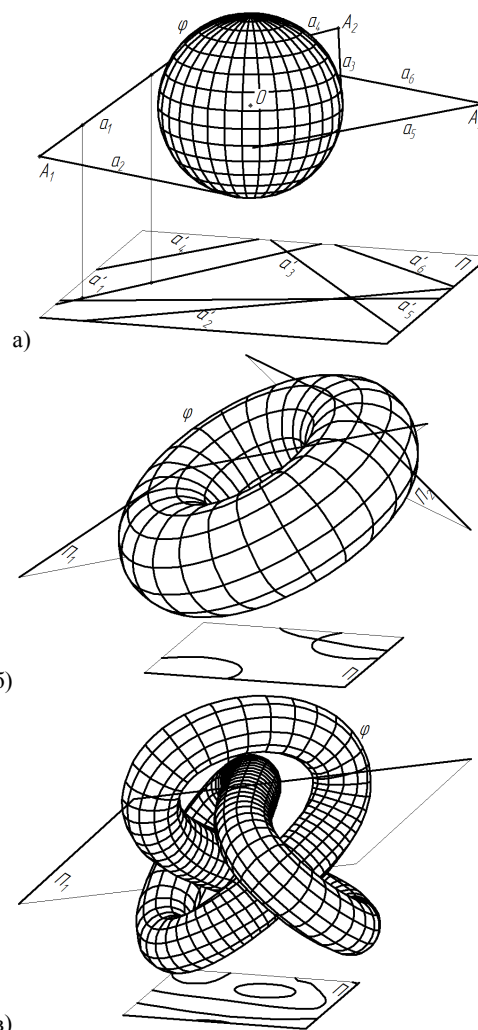 φ
a₄
A₂
a₃
a₆
O
a₁
a₅
A₁
a₂
a′₄
a′₃
П
a′₁
a′₆
a′₅
a′₂
а)
φ
П₁
П₂
П
б)
φ
П₁
П
в)